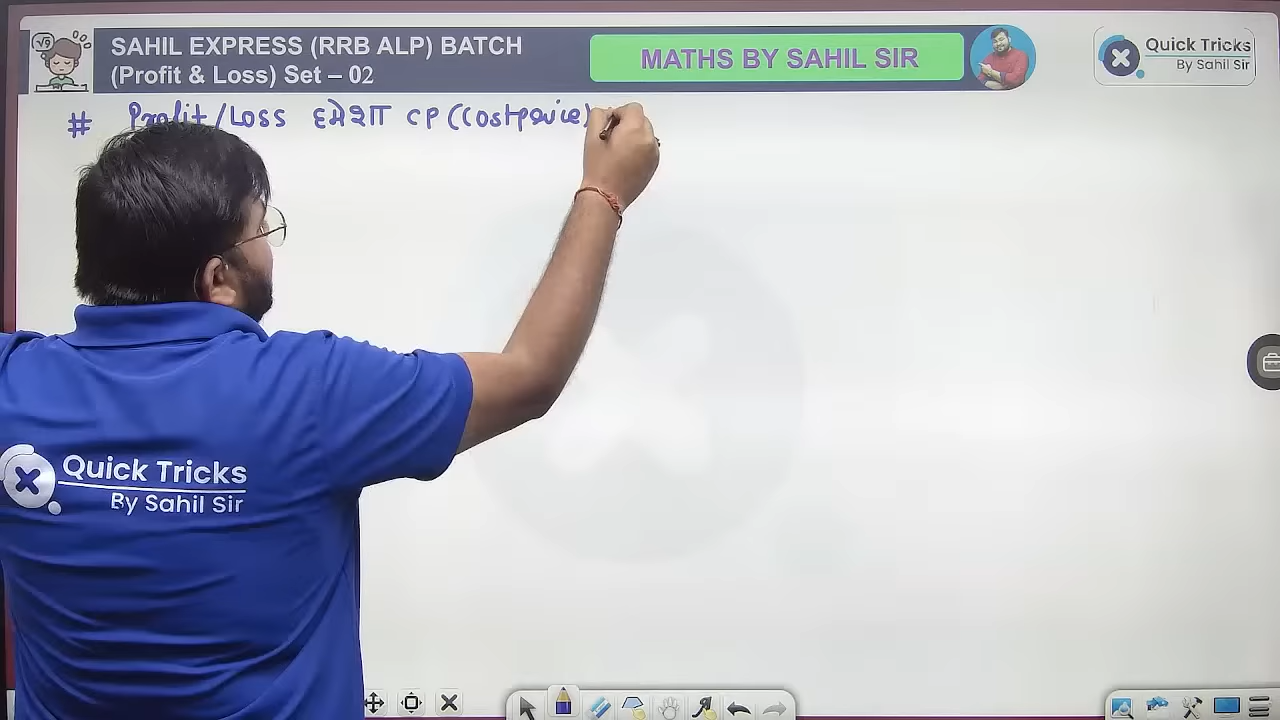 SAHIL EXPRESS (RRB ALP) BATCH
(Profit & Loss) Set – 02
MATHS BY SAHIL SIR
Quick Tricks
By Sahil Sir
√9
# Profit/Loss हमेशा CP (Costprice)
Quick Tricks
By Sahil Sir